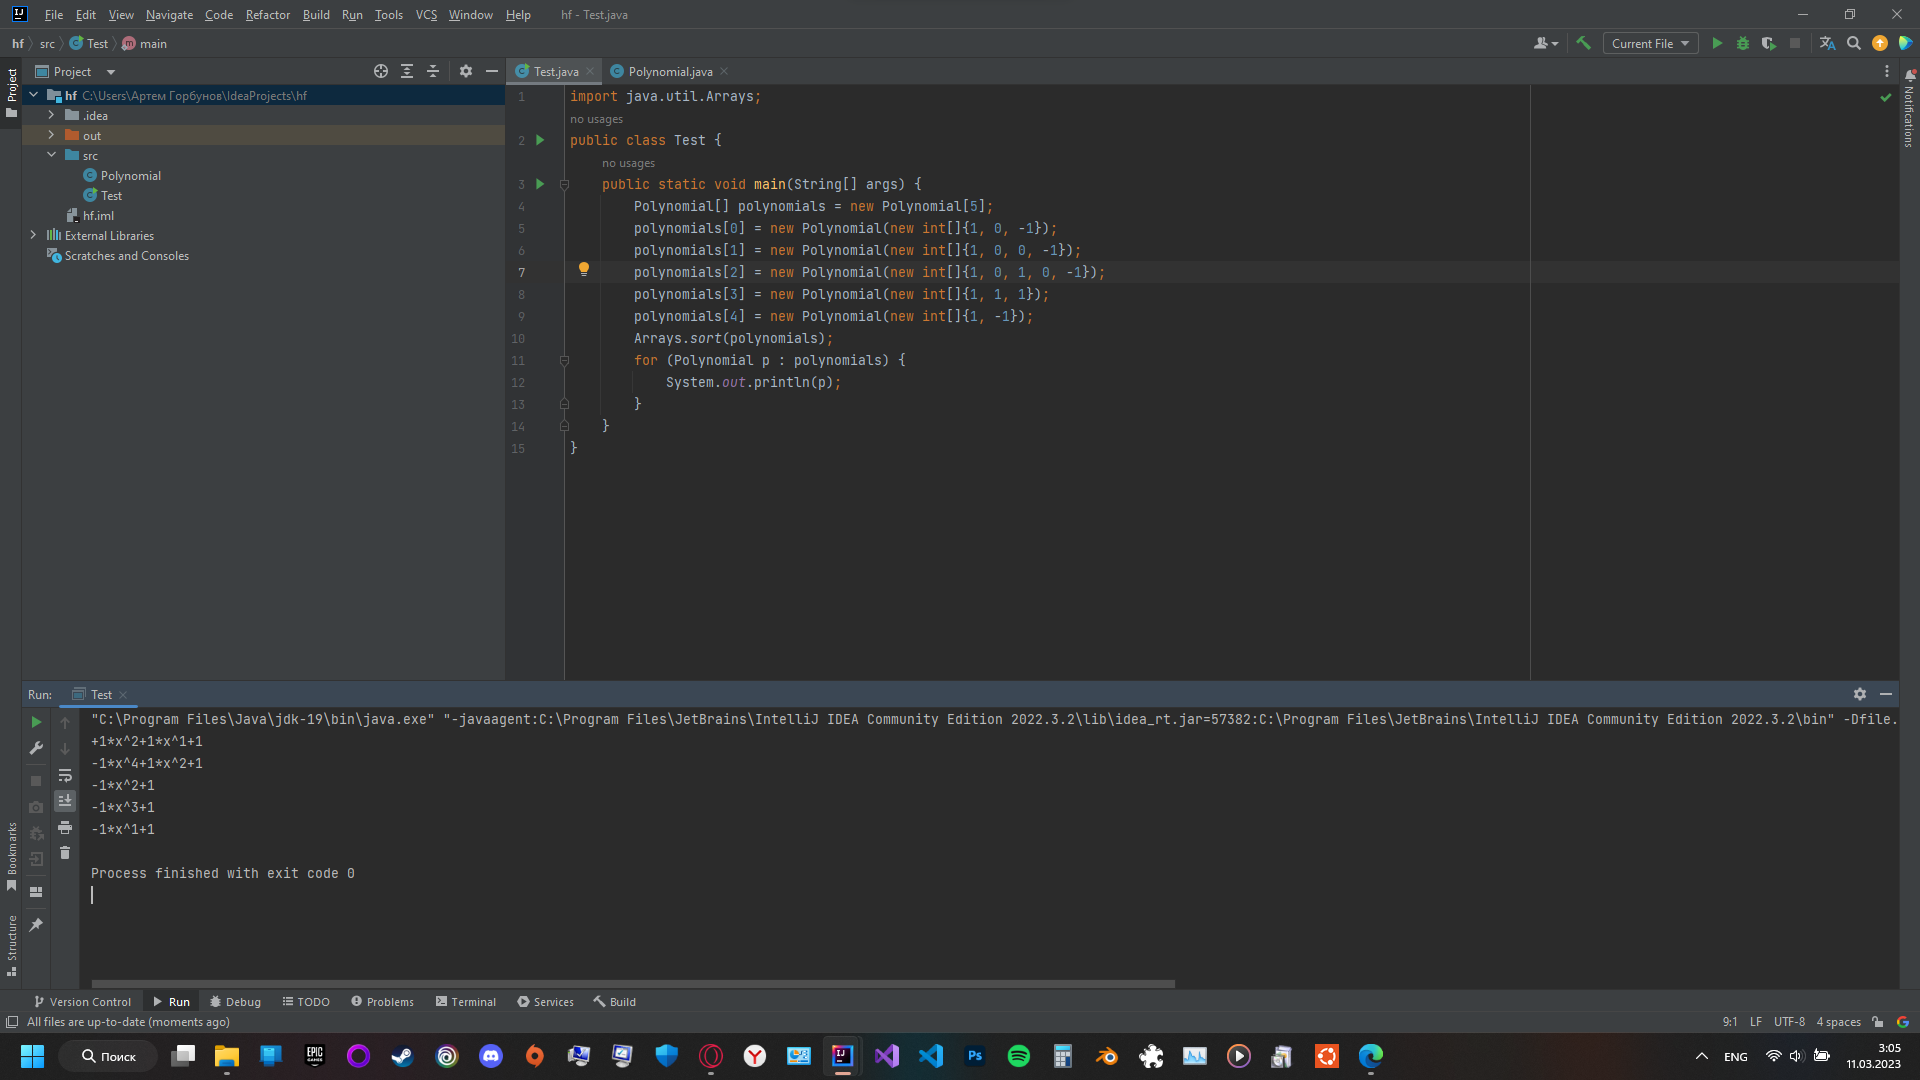 File Edit View Navigate Code Refactor Build Run Tools VCS Window Help hf - Test.java
hf src Test main
Current File
Project
Test.java
Polynomial.java
Project
Notifications
hf C:\Users\Артем Горбунов\IdeaProjects\hf
.idea
out
src
Polynomial
Test
hf.iml
External Libraries
Scratches and Consoles
1 import java.util.Arrays;
no usages
2 public class Test {
no usages
3 public static void main(String[] args) {
4 Polynomial[] polynomials = new Polynomial[5];
5 polynomials[0] = new Polynomial(new int[]{1, 0, -1});
6 polynomials[1] = new Polynomial(new int[]{1, 0, 0, -1});
7 polynomials[2] = new Polynomial(new int[]{1, 0, 1, 0, -1});
8 polynomials[3] = new Polynomial(new int[]{1, 1, 1});
9 polynomials[4] = new Polynomial(new int[]{1, -1});
10 Arrays.sort(polynomials);
11 for (Polynomial p : polynomials) {
12 System.out.println(p);
13 }
14 }
15 }
Run: Test
"C:\Program Files\Java\jdk-19\bin\java.exe" "-javaagent:C:\Program Files\JetBrains\IntelliJ IDEA Community Edition 2022.3.2\lib\idea_rt.jar=57382:C:\Program Files\JetBrains\IntelliJ IDEA Community Edition 2022.3.2\bin" -Dfile.
+1*x^2+1*x^1+1
-1*x^4+1*x^2+1
-1*x^2+1
-1*x^3+1
-1*x^1+1
Process finished with exit code 0
Bookmarks
Structure
Version Control Run Debug TODO Problems Terminal Services Build
All files are up-to-date (moments ago)
9:1 LF UTF-8 4 spaces
Поиск
EPIC GAMES
IJ
Ps
ENG
3:05
11.03.2023